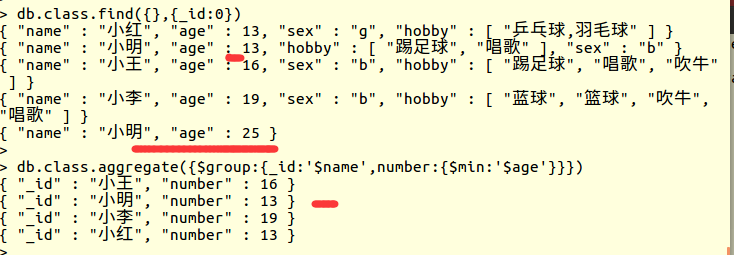 > db.class.find({},{_id:0})
{ "name" : "小红", "age" : 13, "sex" : "g", "hobby" : [ "乒乓球,羽毛球" ] }
{ "name" : "小明", "age" : 13, "hobby" : [ "踢足球", "唱歌" ], "sex" : "b" }
{ "name" : "小王", "age" : 16, "sex" : "b", "hobby" : [ "踢足球", "唱歌", "吹牛"
 ] }
{ "name" : "小李", "age" : 19, "sex" : "b", "hobby" : [ "蓝球", "篮球", "吹牛",
"唱歌" ] }
{ "name" : "小明", "age" : 25 }
>
> db.class.aggregate({$group:{_id:'$name',number:{$min:'$age'}}})
{ "_id" : "小王", "number" : 16 }
{ "_id" : "小明", "number" : 13 }
{ "_id" : "小李", "number" : 19 }
{ "_id" : "小红", "number" : 13 }
>